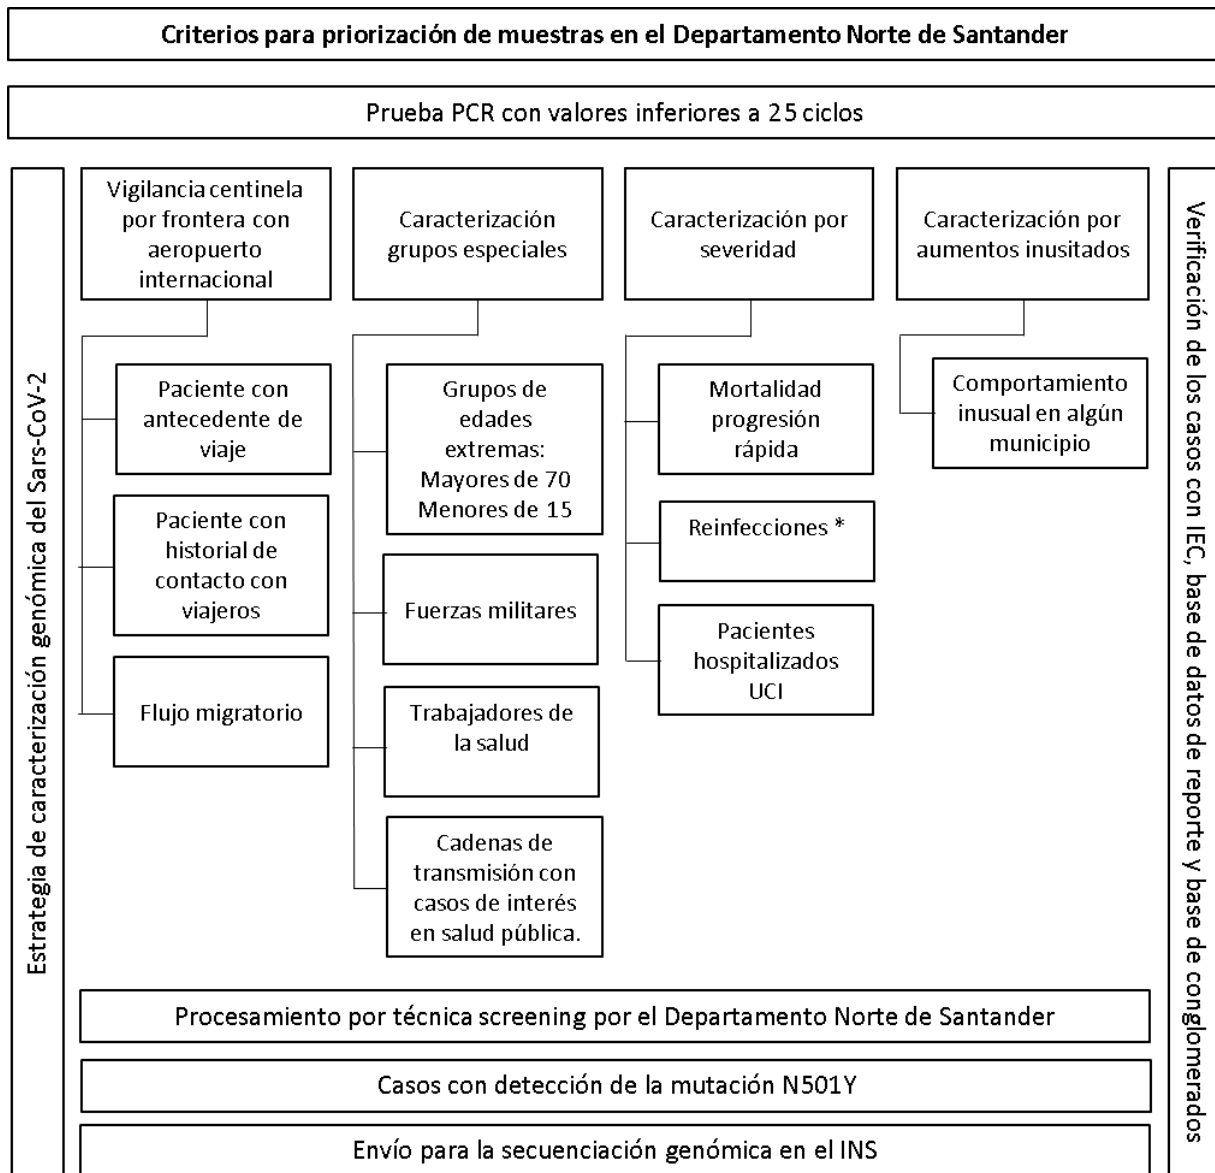 Criterios para priorización de muestras en el Departamento Norte de Santander
Prueba PCR con valores inferiores a 25 ciclos
Estrategia de caracterización genómica del Sars-CoV-2
Vigilancia centinela
por frontera con
aeropuerto
internacional
Paciente con
antecedente de
viaje
Paciente con
historial de
contacto con
viajeros
Flujo migratorio
Caracterización
grupos especiales
Grupos de
edades
extremas:
Mayores de 70
Menores de 15
Fuerzas militares
Trabajadores de
la salud
Cadenas de
transmisión con
casos de interés
en salud pública.
Caracterización por
severidad
Mortalidad
progresión
rápida
Reinfecciones *
Pacientes
hospitalizados
UCI
Caracterización por
aumentos inusitados
Comportamiento
inusual en algún
municipio
Verificación de los casos con IEC, base de datos de reporte y base de conglomerados
Procesamiento por técnica screening por el Departamento Norte de Santander
Casos con detección de la mutación N501Y
Envío para la secuenciación genómica en el INS